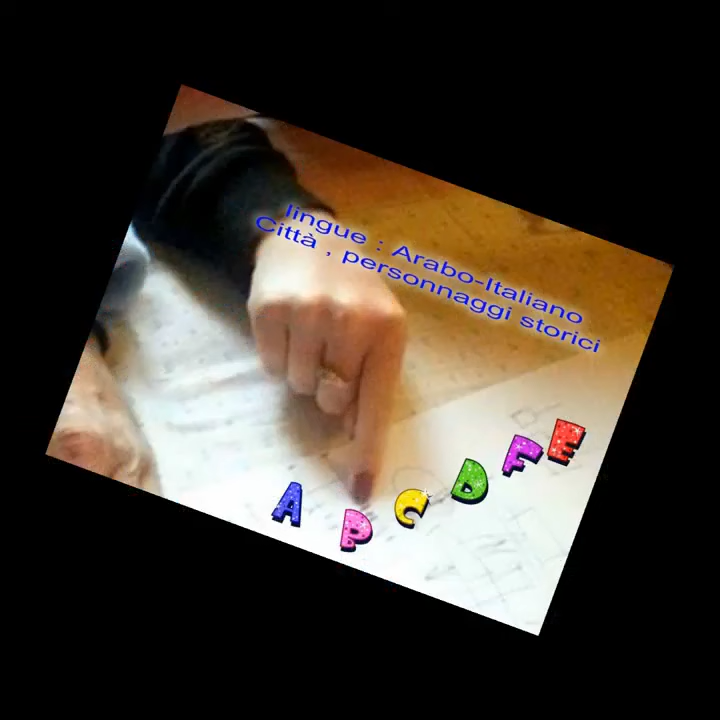 lingue : Arabo-Italiano
Città , personnaggi storici
A P C D F E